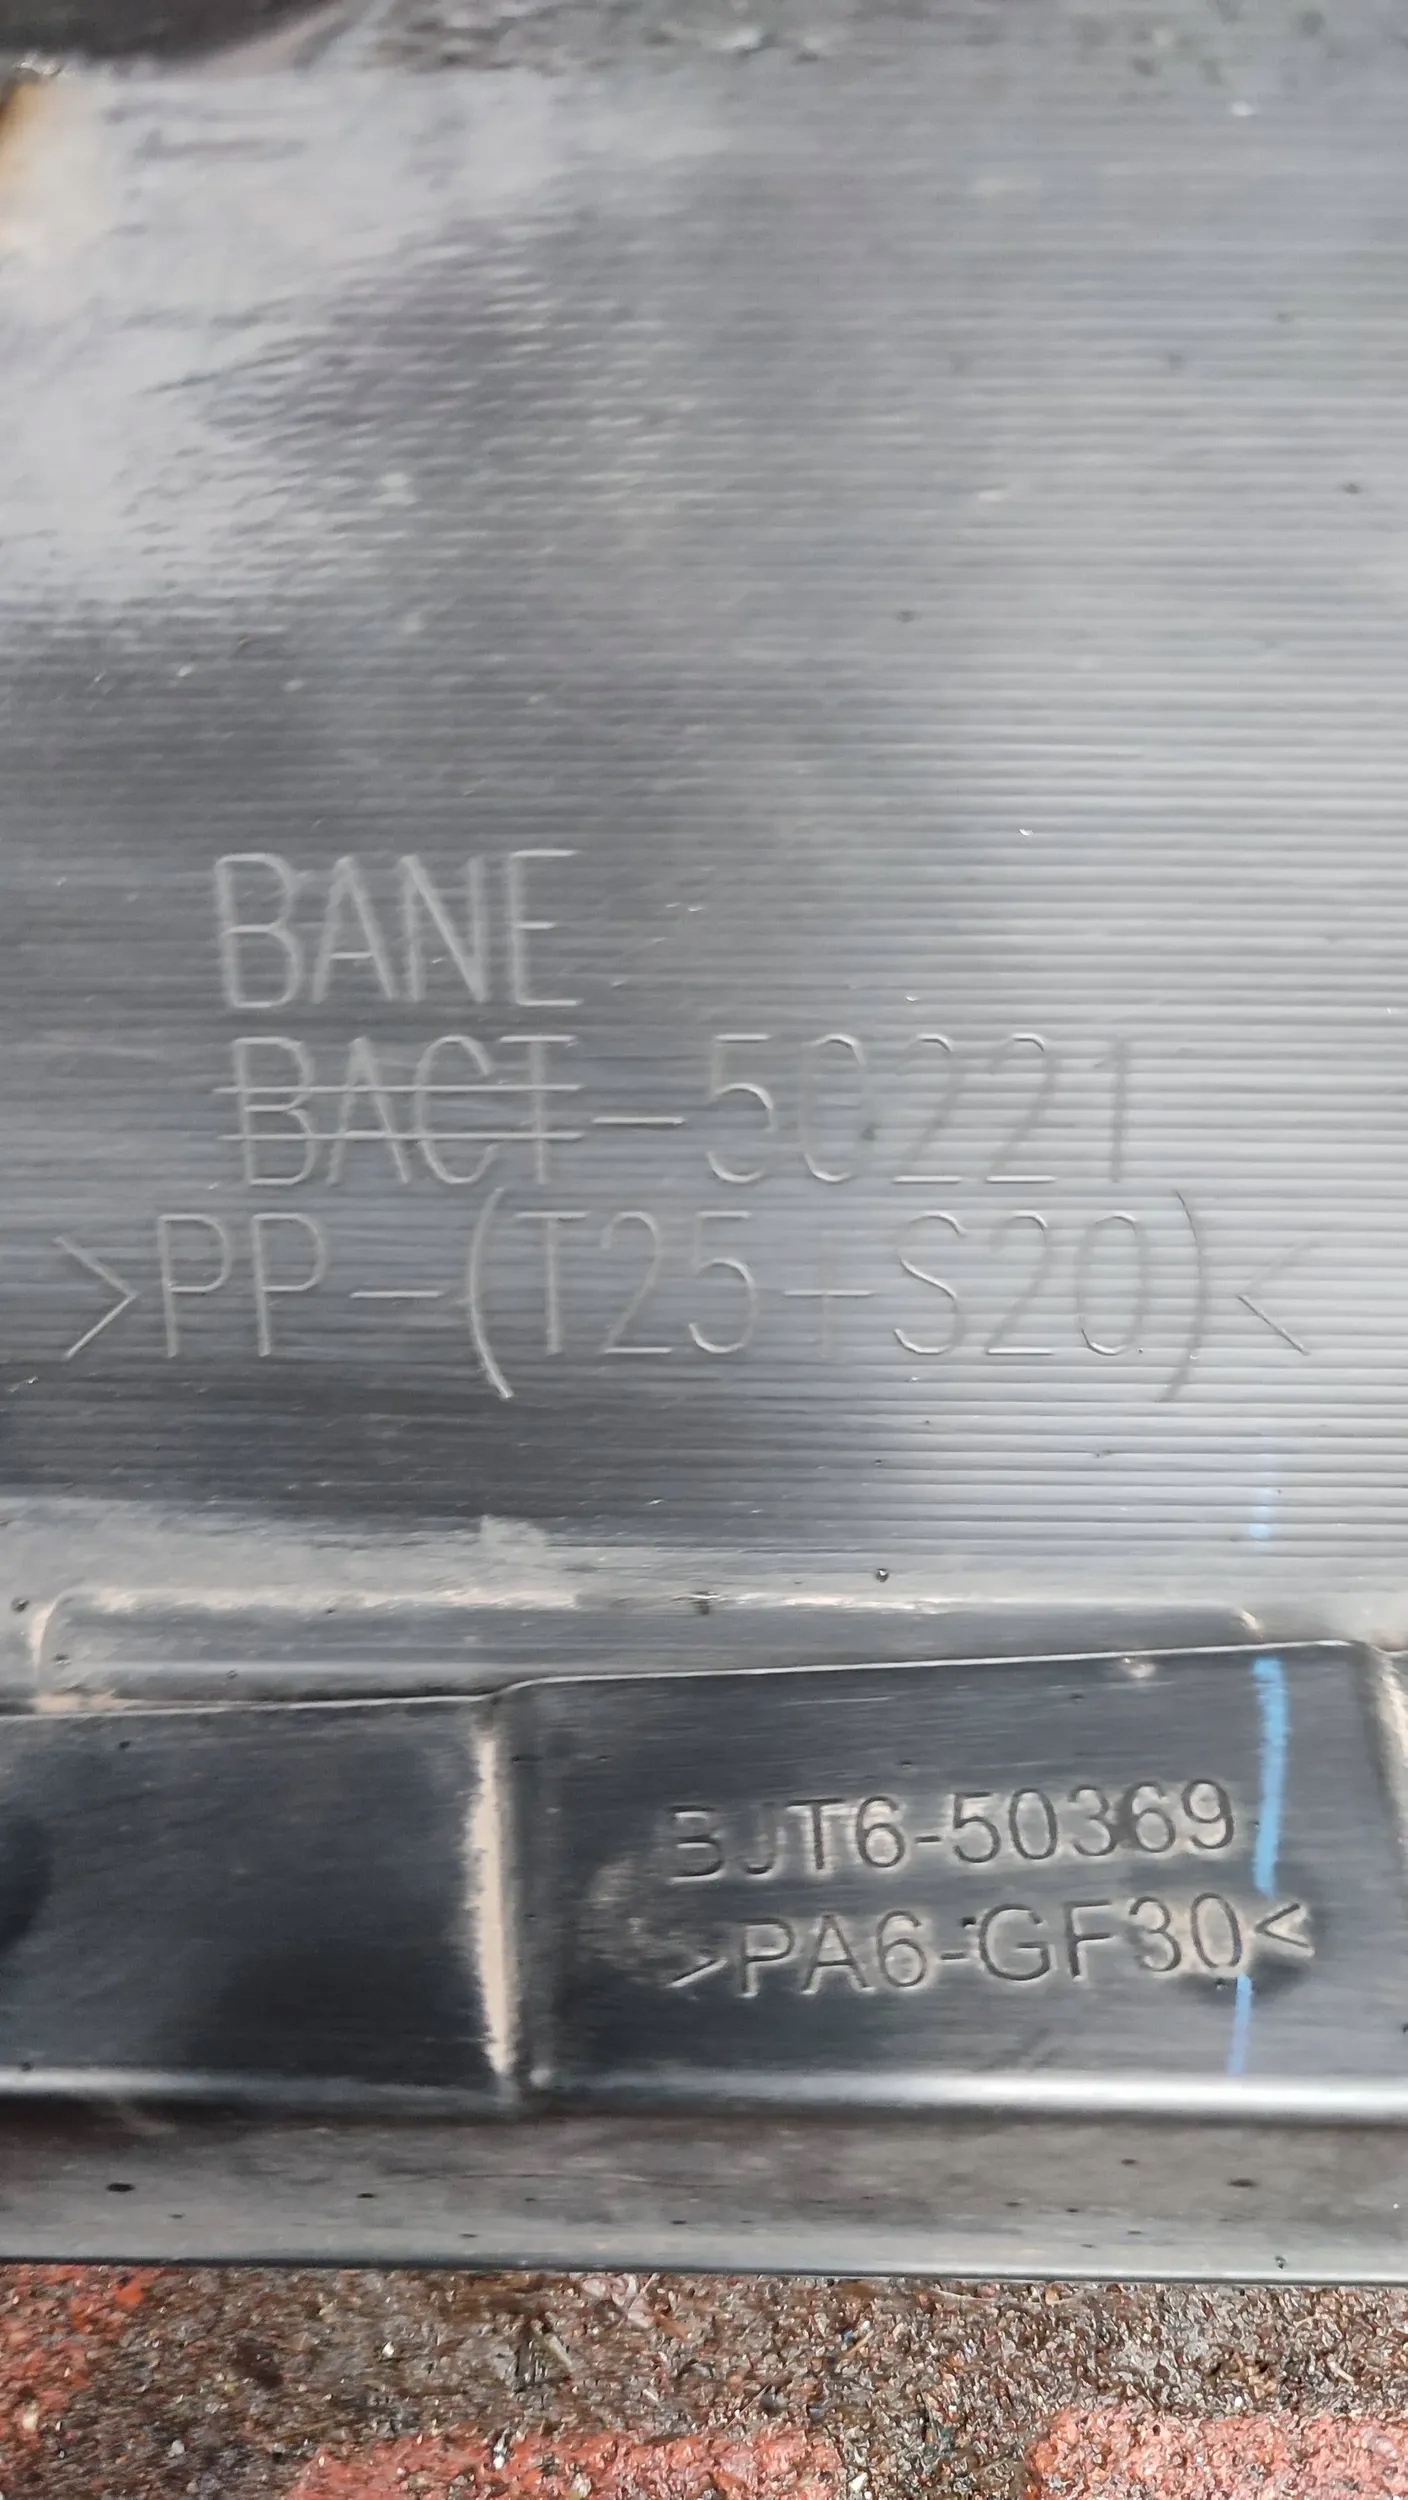 BANE
BACT-50221
>PP-(T25+S20)<
BJT6-50369
>PA6-GF30<